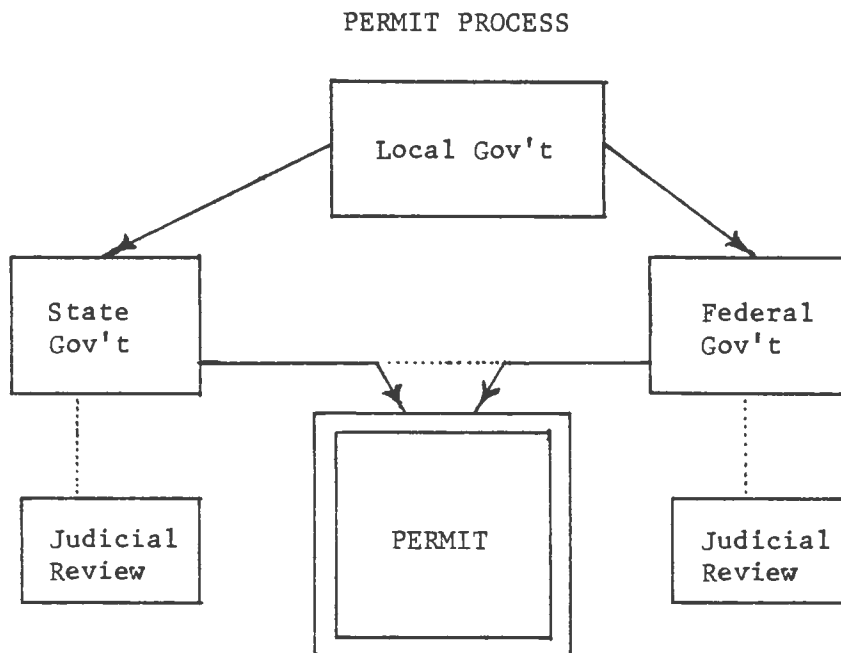 PERMIT PROCESS
Local Gov't
State
Gov't
Federal
Gov't
Judicial
Review
PERMIT
Judicial
Review